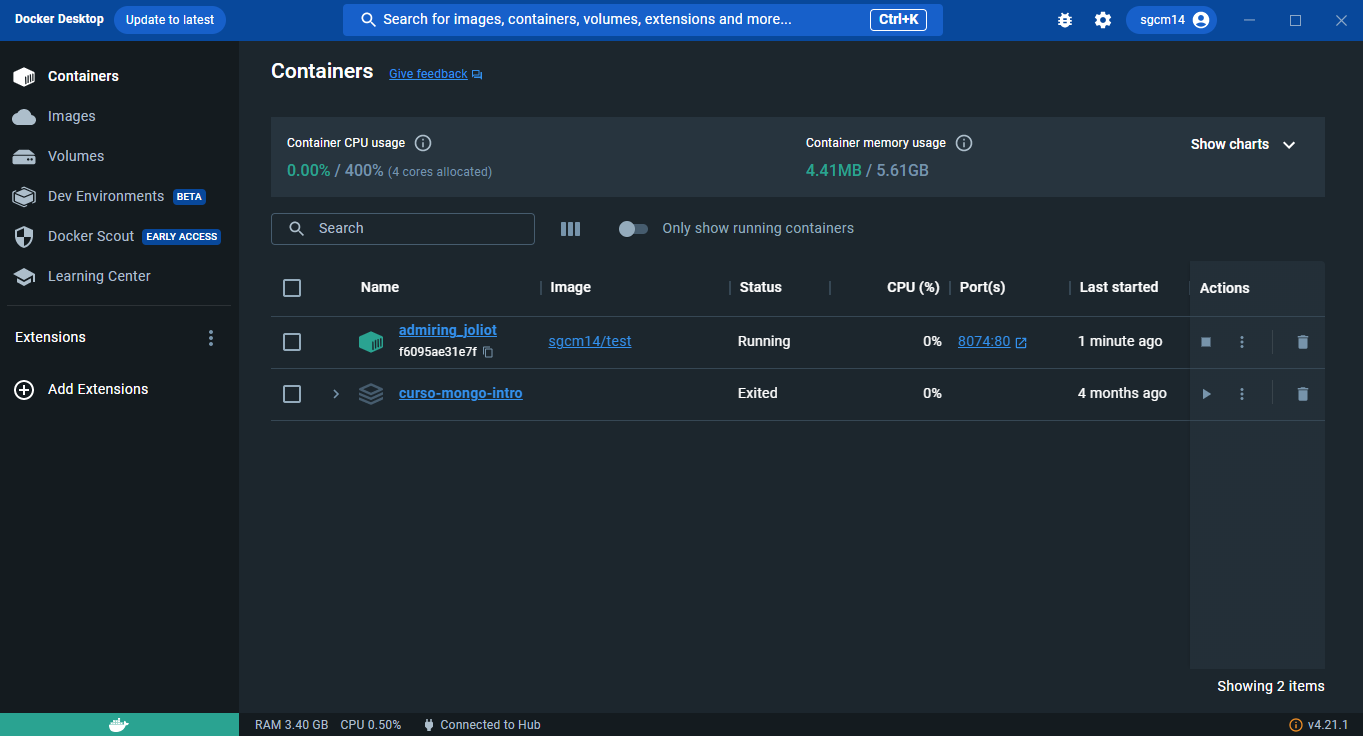 Docker Desktop
Update to latest
Search for images, containers, volumes, extensions and more...
Ctrl+K
sgcm14
Containers
Images
Volumes
Dev Environments BETA
Docker Scout EARLY ACCESS
Learning Center
Extensions
Add Extensions
Containers Give feedback
Container CPU usage
0.00% / 400% (4 cores allocated)
Container memory usage
4.41MB / 5.61GB
Show charts
Search
Only show running containers
Name Image Status CPU (%) Port(s) Last started Actions
admiring_joliot
f6095ae31e7f
sgcm14/test Running 0% 8074:80 1 minute ago
curso-mongo-intro Exited 0% 4 months ago
Showing 2 items
RAM 3.40 GB CPU 0.50% Connected to Hub
v4.21.1